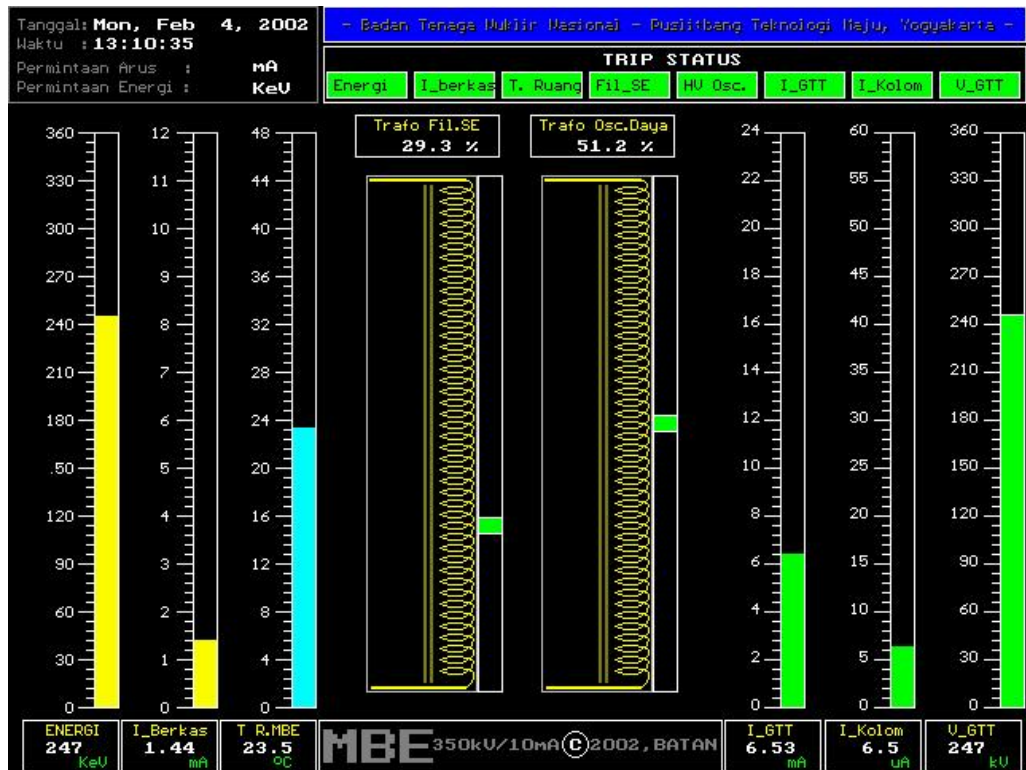 Tanggal: Mon, Feb 4, 2002
Waktu : 13:10:35
Permintaan Arus : mA
Permintaan Energi : KeV
- Badan Tenaga Nuklir Nasional - Puslitbang Teknologi Maju, Yogyakarta -
TRIP STATUS
Energi I_berkas T. Ruang Fil_SE HV Osc. I_GTT I_Kolom V_GTT
Trafo Fil.SE
29.3 %
Trafo Osc.Daya
51.2 %
360 12 48 24 60 360
330 11 44 22 55 330
300 10 40 20 50 300
270 9 36 18 45 270
240 8 32 16 40 240
210 7 28 14 35 210
180 6 24 12 30 180
50 5 20 10 25 150
120 4 16 8 20 120
90 3 12 6 15 90
60 2 8 4 10 60
30 1 4 2 5 30
0 0 0 0 0 0
ENERGI
247
KeV
I_Berkas
1.44
mA
T R.MBE
23.5
ºC
MBE 350kV/10mA ©2002, BATAN
I_GTT
6.53
mA
I_Kolom
6.5
uA
V_GTT
247
kV